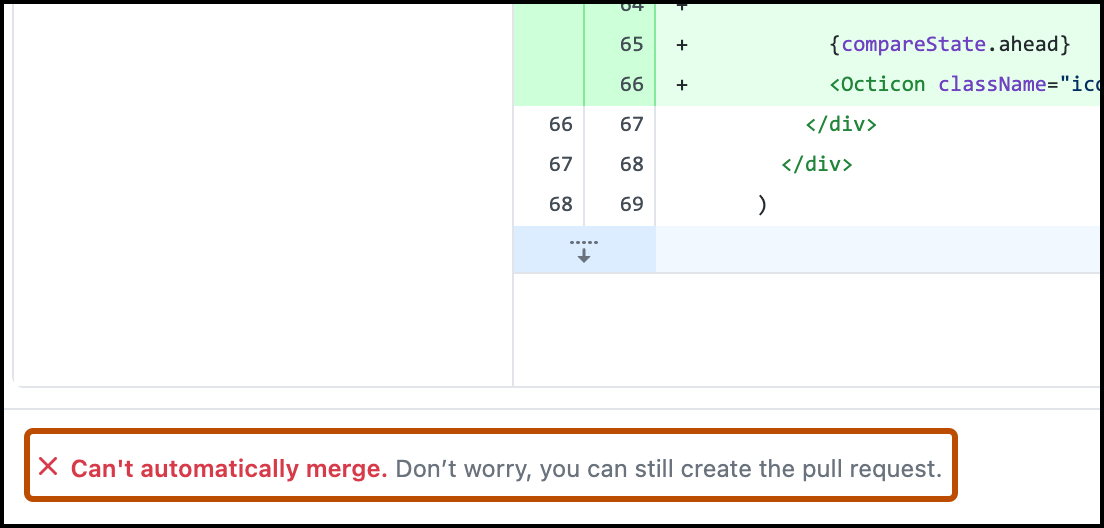 64 +
65 + {compareState.ahead}
66 + <Octicon className="ico
66 67 </div>
67 68 </div>
68 69 )
Can't automatically merge. Don’t worry, you can still create the pull request.